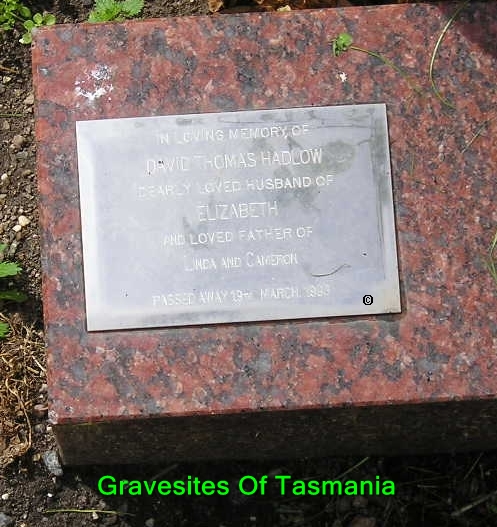 IN LOVING MEMORY OF
DAVID THOMAS HADLOW
DEARLY LOVED HUSBAND OF
ELIZABETH
AND LOVED FATHER OF
LINDA AND CAMERON
PASSED AWAY 19TH MARCH
©
Gravesites Of Tasmania